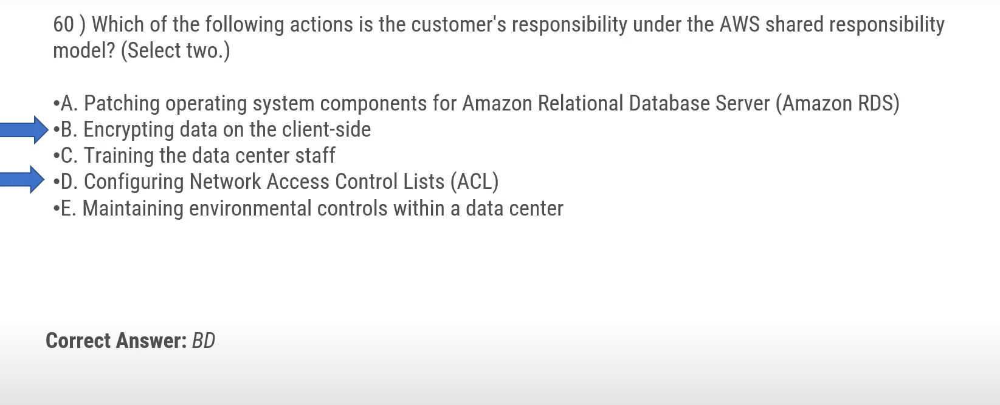 60 ) Which of the following actions is the customer's responsibility under the AWS shared responsibility
model? (Select two.)
•A. Patching operating system components for Amazon Relational Database Server (Amazon RDS)
•B. Encrypting data on the client-side
•C. Training the data center staff
•D. Configuring Network Access Control Lists (ACL)
•E. Maintaining environmental controls within a data center
Correct Answer: BD